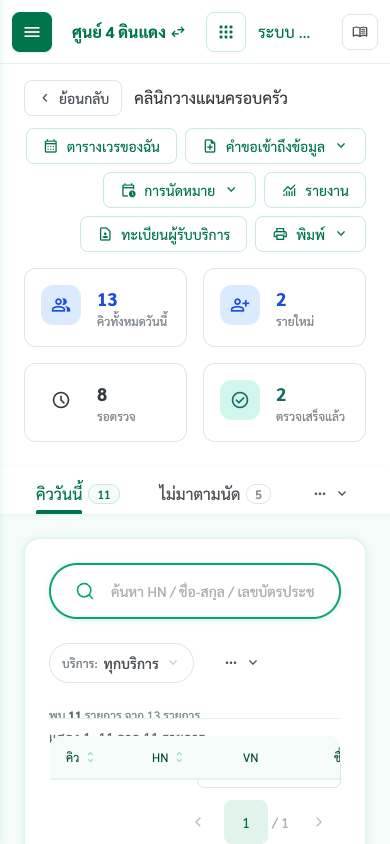 ศูนย์ 4 ดินแดง
ระบบ ...
ย้อนกลับ คลินิกวางแผนครอบครัว
ตารางเวรของฉัน คำขอเข้าถึงข้อมูล
การนัดหมาย รายงาน
ทะเบียนผู้รับบริการ พิมพ์
13
คิวทั้งหมดวันนี้
2
รายใหม่
8
รอตรวจ
2
ตรวจเสร็จแล้ว
คิววันนี้ 11 ไม่มาตามนัด 5 ...
ค้นหา HN / ชื่อ-สกุล / เลขบัตรประช
บริการ: ทุกบริการ ...
พบ 11 รายการ จาก 13 รายการ
คิว HN VN
1 / 1